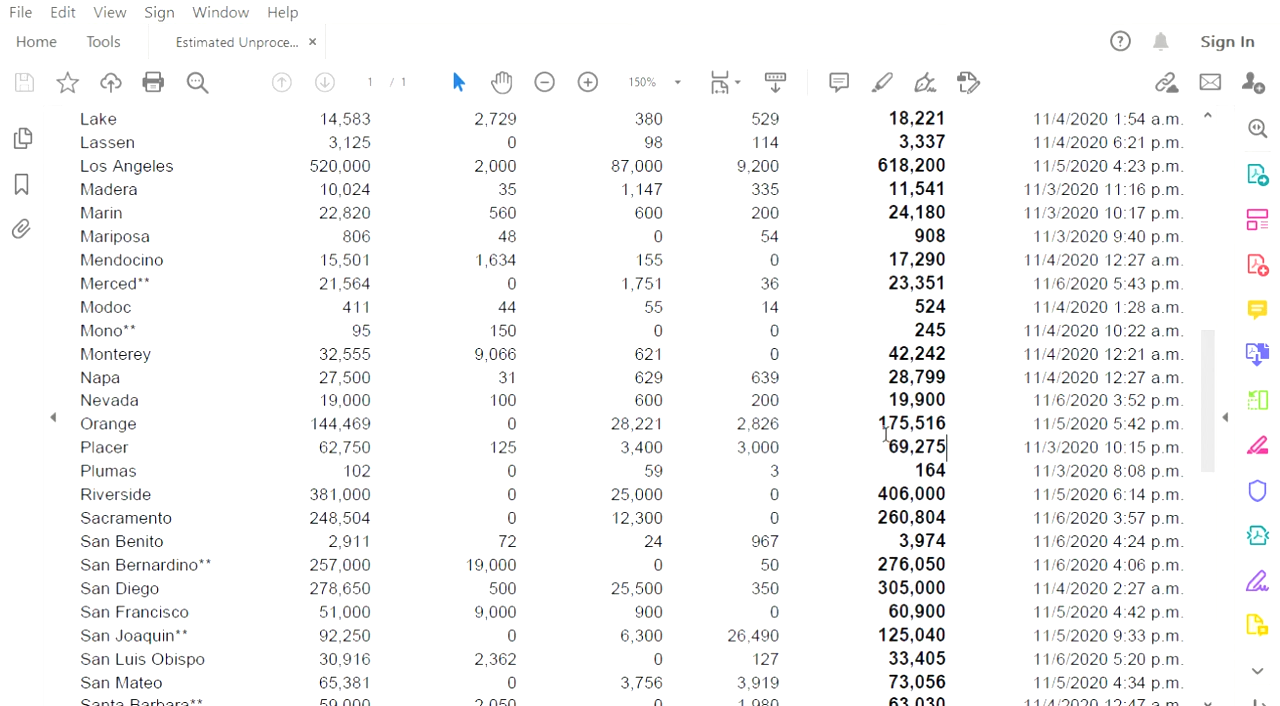 File Edit View Sign Window Help
Home Tools Estimated Unproce... × Sign In
1 / 1 150%
Lake 14,583 2,729 380 529 18,221 11/4/2020 1:54 a.m.
Lassen 3,125 0 98 114 3,337 11/4/2020 6:21 p.m.
Los Angeles 520,000 2,000 87,000 9,200 618,200 11/5/2020 4:23 p.m.
Madera 10,024 35 1,147 335 11,541 11/3/2020 11:16 p.m.
Marin 22,820 560 600 200 24,180 11/3/2020 10:17 p.m.
Mariposa 806 48 0 54 908 11/3/2020 9:40 p.m.
Mendocino 15,501 1,634 155 0 17,290 11/4/2020 12:27 a.m.
Merced** 21,564 0 1,751 36 23,351 11/6/2020 5:43 p.m.
Modoc 411 44 55 14 524 11/4/2020 1:28 a.m.
Mono** 95 150 0 0 245 11/4/2020 10:22 a.m.
Monterey 32,555 9,066 621 0 42,242 11/4/2020 12:21 a.m.
Napa 27,500 31 629 639 28,799 11/4/2020 12:27 a.m.
Nevada 19,000 100 600 200 19,900 11/6/2020 3:52 p.m.
Orange 144,469 0 28,221 2,826 175,516 11/5/2020 5:42 p.m.
Placer 62,750 125 3,400 3,000 69,275 11/3/2020 10:15 p.m.
Plumas 102 0 59 3 164 11/3/2020 8:08 p.m.
Riverside 381,000 0 25,000 0 406,000 11/5/2020 6:14 p.m.
Sacramento 248,504 0 12,300 0 260,804 11/6/2020 3:57 p.m.
San Benito 2,911 72 24 967 3,974 11/6/2020 4:24 p.m.
San Bernardino** 257,000 19,000 0 50 276,050 11/6/2020 4:06 p.m.
San Diego 278,650 500 25,500 350 305,000 11/4/2020 2:27 a.m.
San Francisco 51,000 9,000 900 0 60,900 11/5/2020 4:42 p.m.
San Joaquin** 92,250 0 6,300 26,490 125,040 11/5/2020 9:33 p.m.
San Luis Obispo 30,916 2,362 0 127 33,405 11/6/2020 5:20 p.m.
San Mateo 65,381 0 3,756 3,919 73,056 11/5/2020 4:34 p.m.
Santa Barbara** 59,000 2,050 0 1,980 63,030 11/4/2020 12:47 a.m.